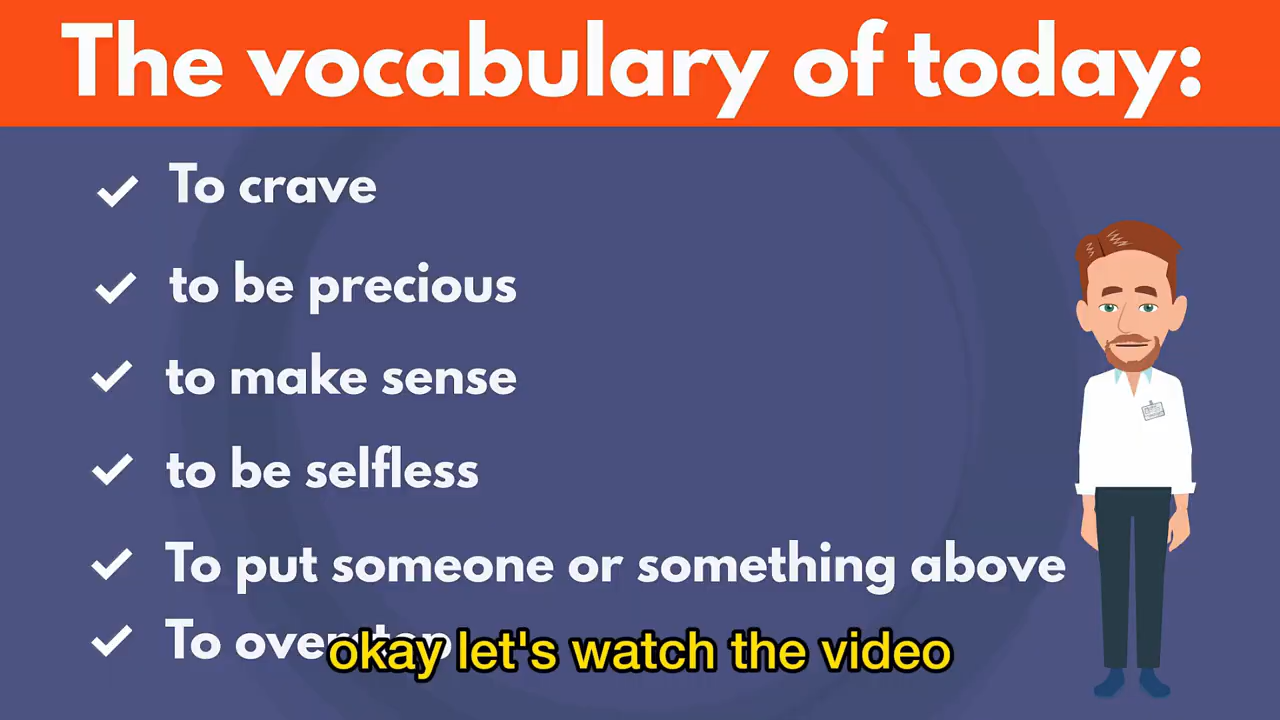 The vocabulary of today:
To crave
to be precious
to make sense
to be selfless
To put someone or something above
To overstep
okay let's watch the video